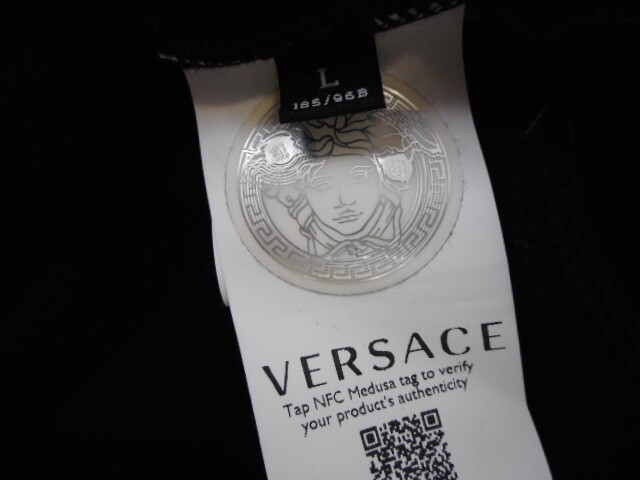 L
185/96B
VERSACE
Tap NFC Medusa tag to verify
your product's authenticity